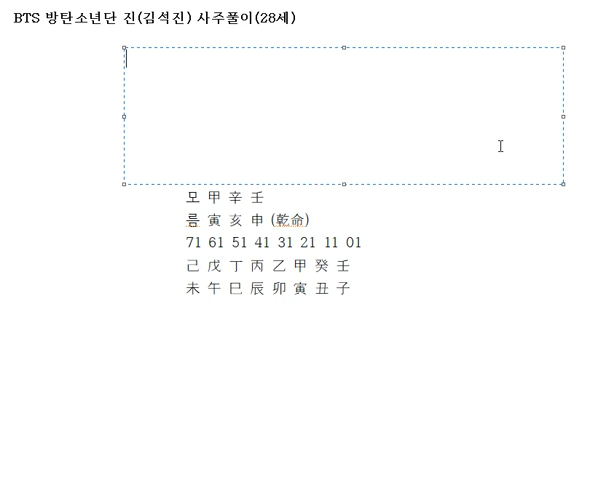 BTS 방탄소년단 진(김석진) 사주풀이(28세)
모 甲 辛 壬
름 寅 亥 申 (乾命)
71 61 51 41 31 21 11 01
己 戊 丁 丙 乙 甲 癸 壬
未 午 巳 辰 卯 寅 丑 子